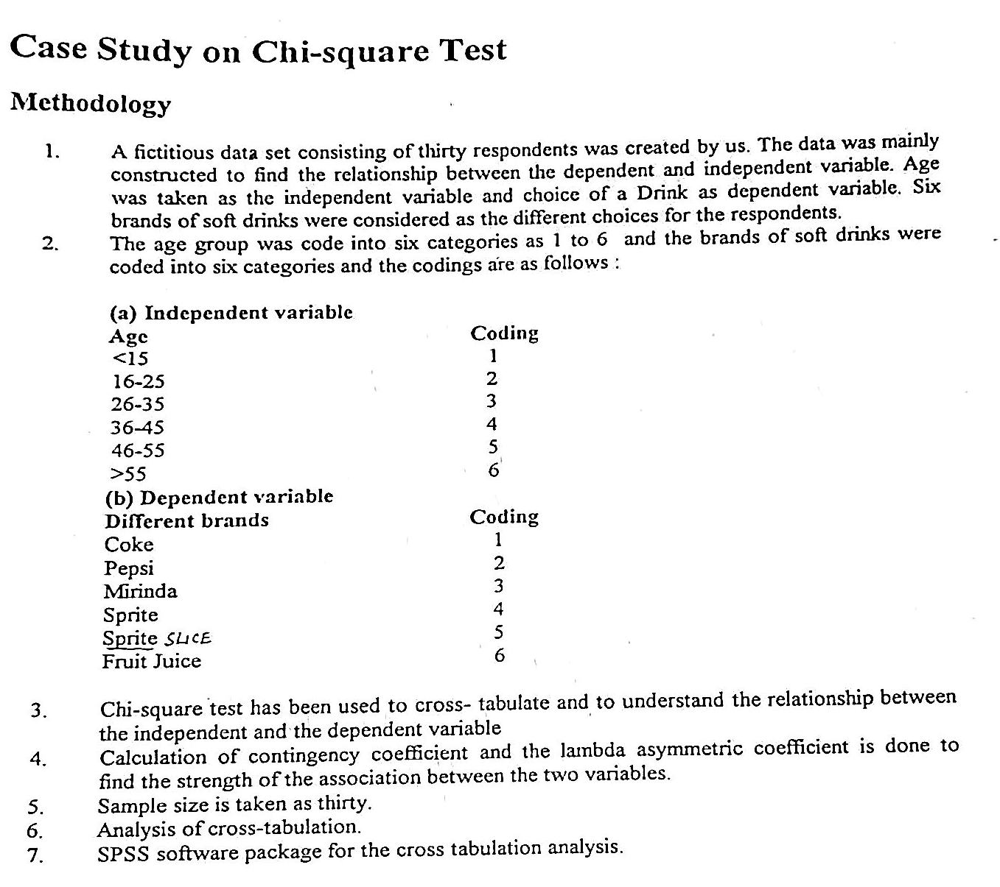 Case Study on Chi-square Test
Methodology
1. A fictitious data set consisting of thirty respondents was created by us. The data was mainly
constructed to find the relationship between the dependent and independent variable. Age
was taken as the independent variable and choice of a Drink as dependent variable. Six
brands of soft drinks were considered as the different choices for the respondents.
2. The age group was code into six categories as 1 to 6 and the brands of soft drinks were
coded into six categories and the codings are as follows :
(a) Independent variable
Age Coding
<15 1
16-25 2
26-35 3
36-45 4
46-55 5
>55 6
(b) Dependent variable
Different brands Coding
Coke 1
Pepsi 2
Mirinda 3
Sprite 4
Sprite SLICE 5
Fruit Juice 6
3. Chi-square test has been used to cross- tabulate and to understand the relationship between
the independent and the dependent variable
4. Calculation of contingency coefficient and the lambda asymmetric coefficient is done to
find the strength of the association between the two variables.
5. Sample size is taken as thirty.
6. Analysis of cross-tabulation.
7. SPSS software package for the cross tabulation analysis.